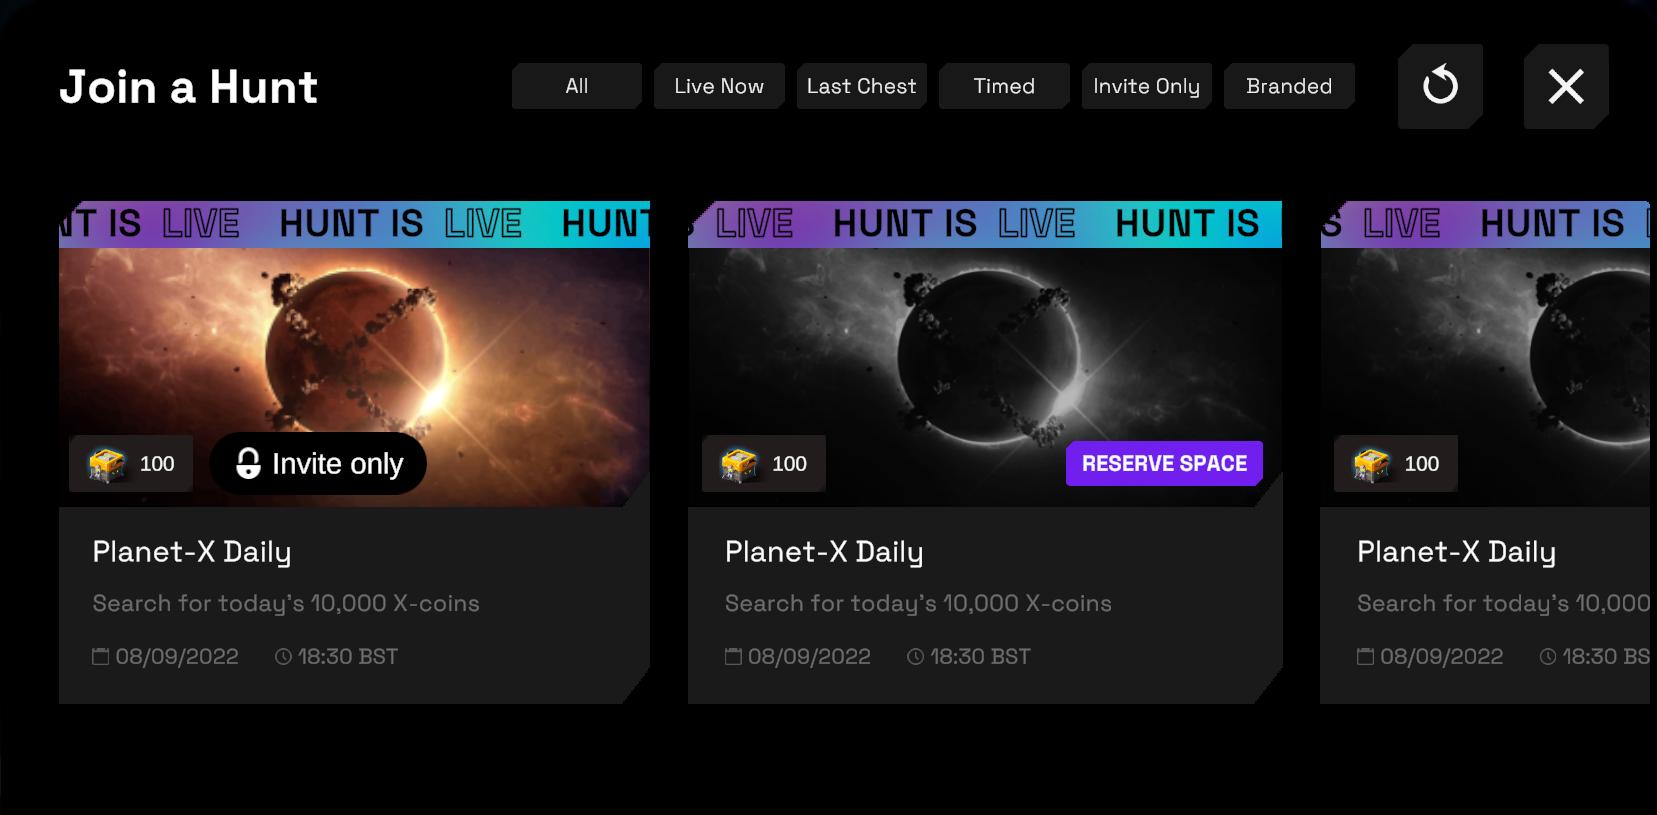 Join a Hunt
All
Live Now
Last Chest
Timed
Invite Only
Branded
NT IS LIVE HUNT IS LIVE HUNT
100
Invite only
Planet-X Daily
Search for today's 10,000 X-coins
08/09/2022 18:30 BST
S LIVE HUNT IS LIVE HUNT IS
100
RESERVE SPACE
Planet-X Daily
Search for today's 10,000 X-coins
08/09/2022 18:30 BST
S LIVE HUNT IS
100
Planet-X Daily
Search for today's 10,000
08/09/2022 18:30 BS